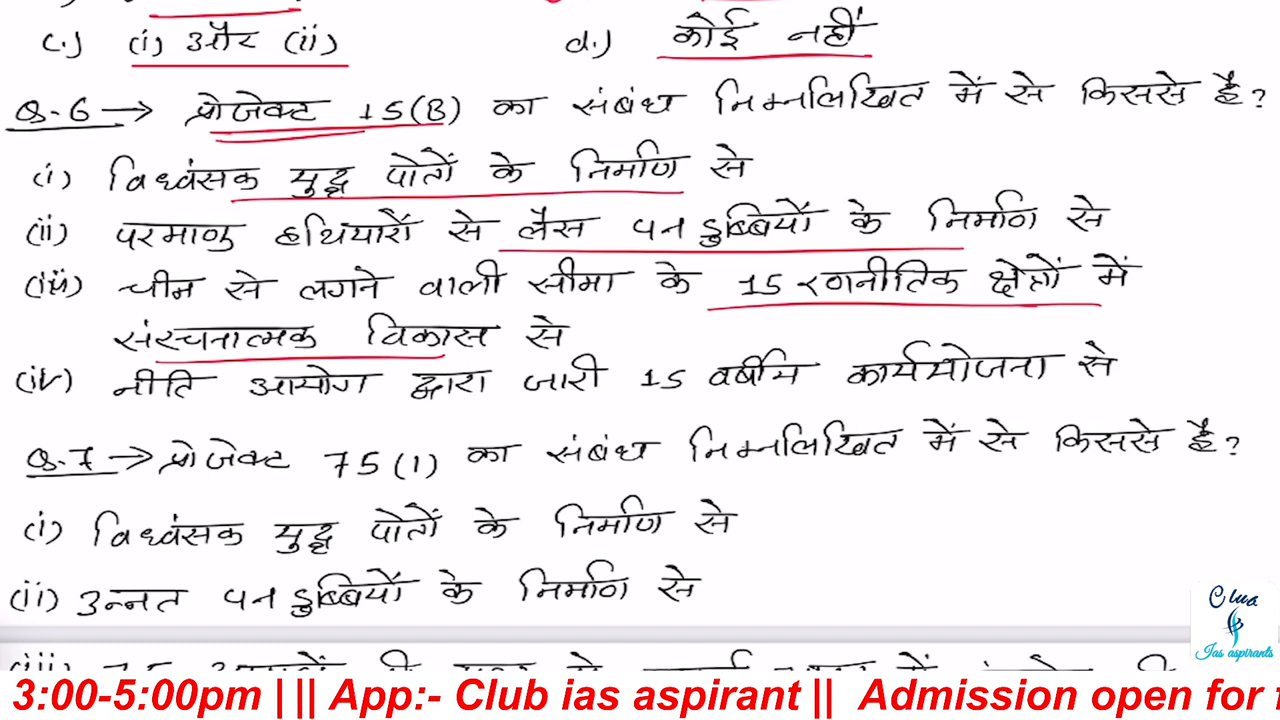 c.) (i) और (ii) d.) कोई नहीं
Q-6 → प्रोजेक्ट 15(B) का संबंध निम्नलिखित में से किससे है?
(i) विध्वंसक युद्ध पोतों के निर्माण से
(ii) परमाणु हथियारों से लैस पनडुब्बियों के निर्माण से
(iii) चीन से लगने वाली सीमा के 15 रणनीतिक क्षेत्रों में
संरचनात्मक विकास से
(iv) नीति आयोग द्वारा जारी 15 वर्षीय कार्ययोजना से
Q.7 → प्रोजेक्ट 75(I) का संबंध निम्नलिखित में से किससे है?
(i) विध्वंसक युद्ध पोतों के निर्माण से
(ii) उन्नत पनडुब्बियों के निर्माण से
Club
Ias aspirants
3:00-5:00pm | || App:- Club ias aspirant || Admission open for